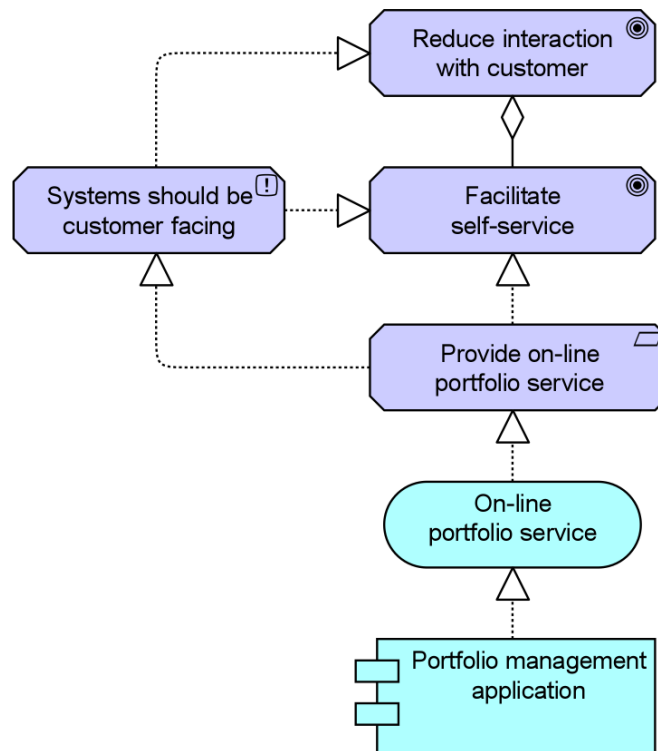 Reduce interaction
with customer
Systems should be
customer facing
!
Facilitate
self-service
Provide on-line
portfolio service
On-line
portfolio service
Portfolio management
application